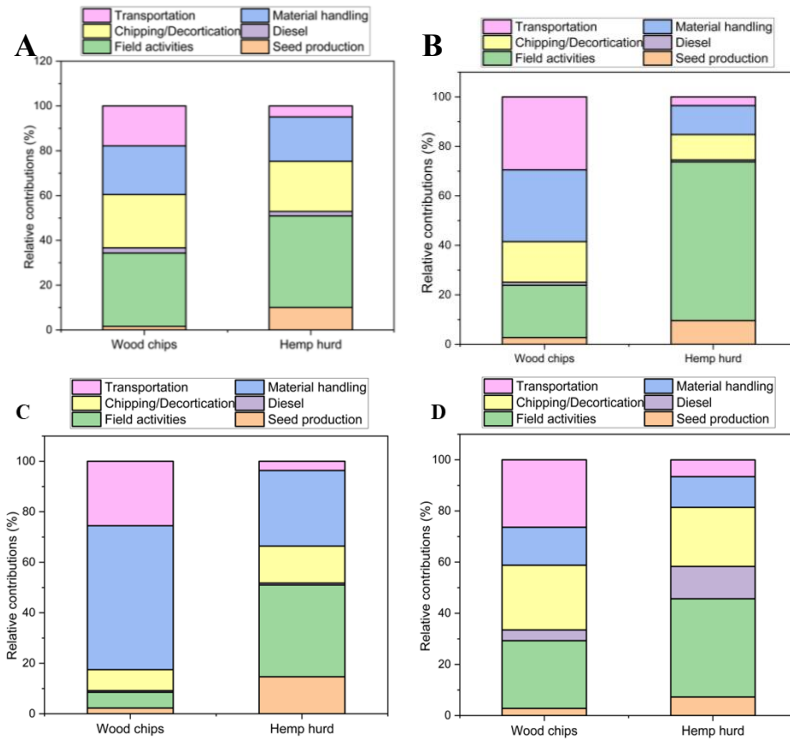 A
Transportation Material handling
Chipping/Decortication Diesel
Field activities Seed production
Relative contributions (%)
120
100
80
60
40
20
0
Wood chips Hemp hurd
B
Transportation Material handling
Chipping/Decortication Diesel
Field activities Seed production
Relative contributions (%)
100
80
60
40
20
0
Wood chips Hemp hurd
C
Transportation Material handling
Chipping/Decortication Diesel
Field activities Seed production
Relative contributions (%)
100
80
60
40
20
0
Wood chips Hemp hurd
D
Transportation Material handling
Chipping/Decortication Diesel
Field activities Seed production
Relative contributions (%)
100
80
60
40
20
0
Wood chips Hemp hurd